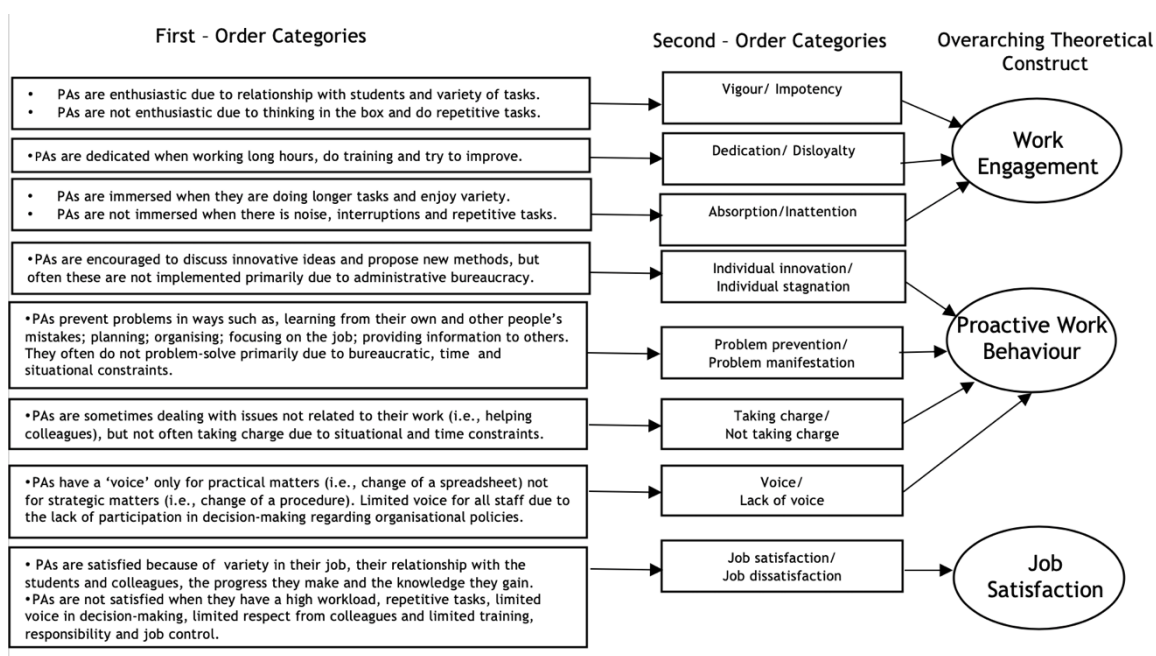 First - Order Categories
Second - Order Categories
Overarching Theoretical
Construct
• PAs are enthusiastic due to relationship with students and variety of tasks.
• PAs are not enthusiastic due to thinking in the box and do repetitive tasks.
Vigour/ Impotency
Work
Engagement
•PAs are dedicated when working long hours, do training and try to improve.
Dedication/ Disloyalty
• PAs are immersed when they are doing longer tasks and enjoy variety.
• PAs are not immersed when there is noise, interruptions and repetitive tasks.
Absorption/Inattention
•PAs are encouraged to discuss innovative ideas and propose new methods, but
often these are not implemented primarily due to administrative bureaucracy.
Individual innovation/
Individual stagnation
•PAs prevent problems in ways such as, learning from their own and other people’s
mistakes; planning; organising; focusing on the job; providing information to others.
They often do not problem-solve primarily due to bureaucratic, time and
situational constraints.
Problem prevention/
Problem manifestation
Proactive Work
Behaviour
•PAs are sometimes dealing with issues not related to their work (i.e., helping
colleagues), but not often taking charge due to situational and time constraints.
Taking charge/
Not taking charge
•PAs have a ‘voice’ only for practical matters (i.e., change of a spreadsheet) not
for strategic matters (i.e., change of a procedure). Limited voice for all staff due to
the lack of participation in decision-making regarding organisational policies.
Voice/
Lack of voice
• PAs are satisfied because of variety in their job, their relationship with the
students and colleagues, the progress they make and the knowledge they gain.
•PAs are not satisfied when they have a high workload, repetitive tasks, limited
voice in decision-making, limited respect from colleagues and limited training,
responsibility and job control.
Job satisfaction/
Job dissatisfaction
Job
Satisfaction